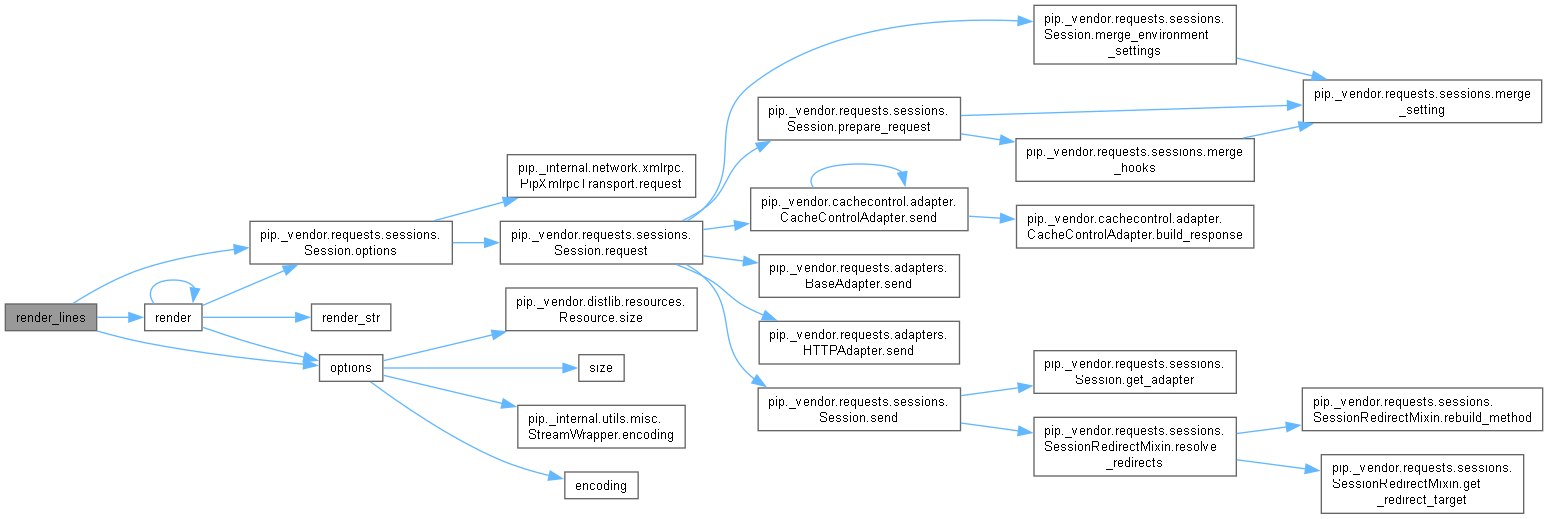 pip._vendor.requests.sessions.
Session.merge_environment
_settings
pip._vendor.requests.sessions.merge
_setting
pip._vendor.requests.sessions.
Session.prepare_request
pip._vendor.requests.sessions.merge
_hooks
pip._internal.network.xmlrpc.
PipXmlrpcTransport.request
pip._vendor.cachecontrol.adapter.
CacheControlAdapter.send
pip._vendor.cachecontrol.adapter.
CacheControlAdapter.build_response
pip._vendor.requests.sessions.
Session.options
pip._vendor.requests.sessions.
Session.request
pip._vendor.requests.adapters.
BaseAdapter.send
render_lines
render
render_str
pip._vendor.distlib.resources.
Resource.size
pip._vendor.requests.adapters.
HTTPAdapter.send
options
size
pip._vendor.requests.sessions.
Session.get_adapter
pip._vendor.requests.sessions.
Session.send
pip._internal.utils.misc.
StreamWrapper.encoding
pip._vendor.requests.sessions.
SessionRedirectMixin.resolve
_redirects
pip._vendor.requests.sessions.
SessionRedirectMixin.rebuild_method
encoding
pip._vendor.requests.sessions.
SessionRedirectMixin.get
_redirect_target